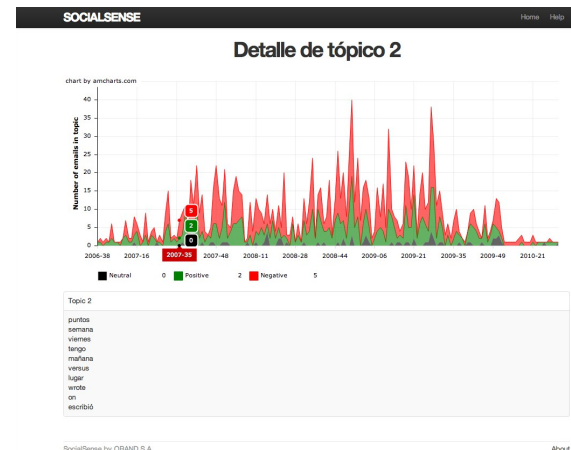 SOCIALSENSE Home Help
Detalle de tópico 2
chart by amcharts.com
Number of emails in topic
40
35
30
25
20
15
10
5
0
5
2
0
2006-38 2007-16 2007-35 2007-48 2008-11 2008-28 2008-44 2009-06 2009-21 2009-35 2009-49 2010-21
Neutral 0 Positive 2 Negative 5
Topic 2
puntos
semana
viernes
tengo
mañana
versus
lugar
wrote
on
escribió
SocialSense by ORAND S.A. About